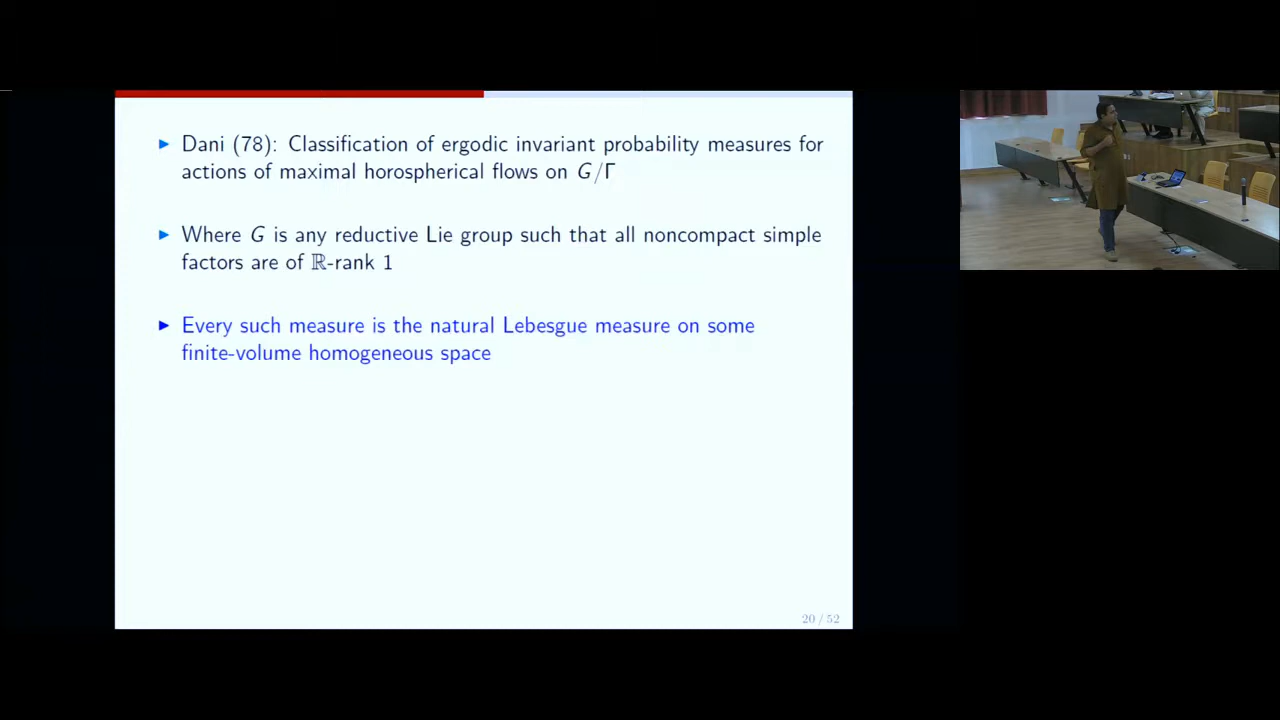 ▶ Dani (78): Classification of ergodic invariant probability measures for
actions of maximal horospherical flows on G/Γ
▶ Where G is any reductive Lie group such that all noncompact simple
factors are of ℝ-rank 1
▶ Every such measure is the natural Lebesgue measure on some
finite-volume homogeneous space
20 / 52